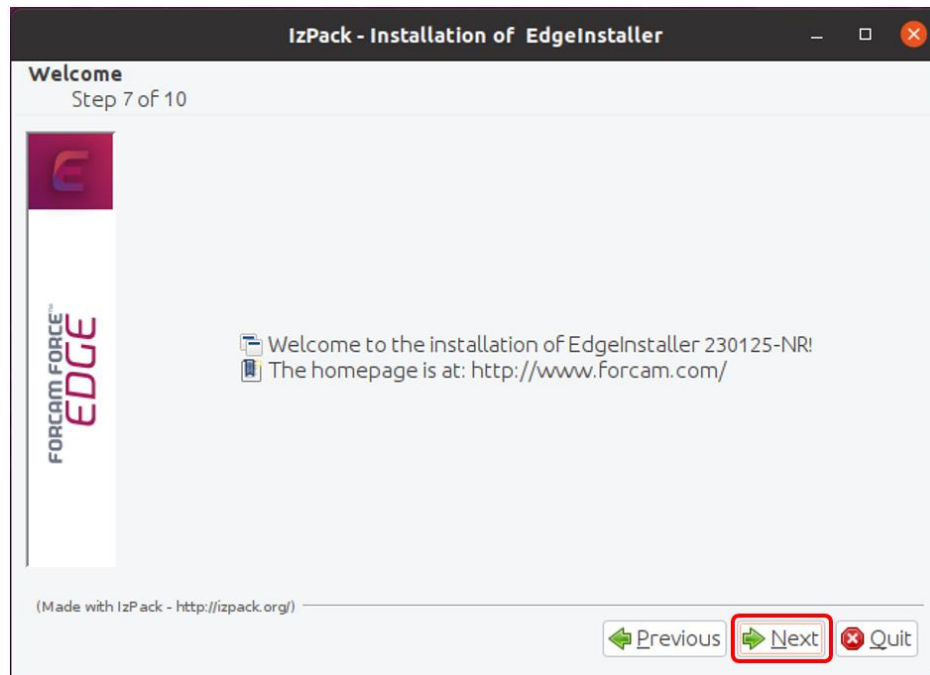 IzPack - Installation of EdgeInstaller
Welcome
Step 7 of 10
FORCAM FORCE™
EDGE
Welcome to the installation of EdgeInstaller 230125-NR!
The homepage is at: http://www.forcam.com/
(Made with IzPack - http://izpack.org/)
Previous Next Quit